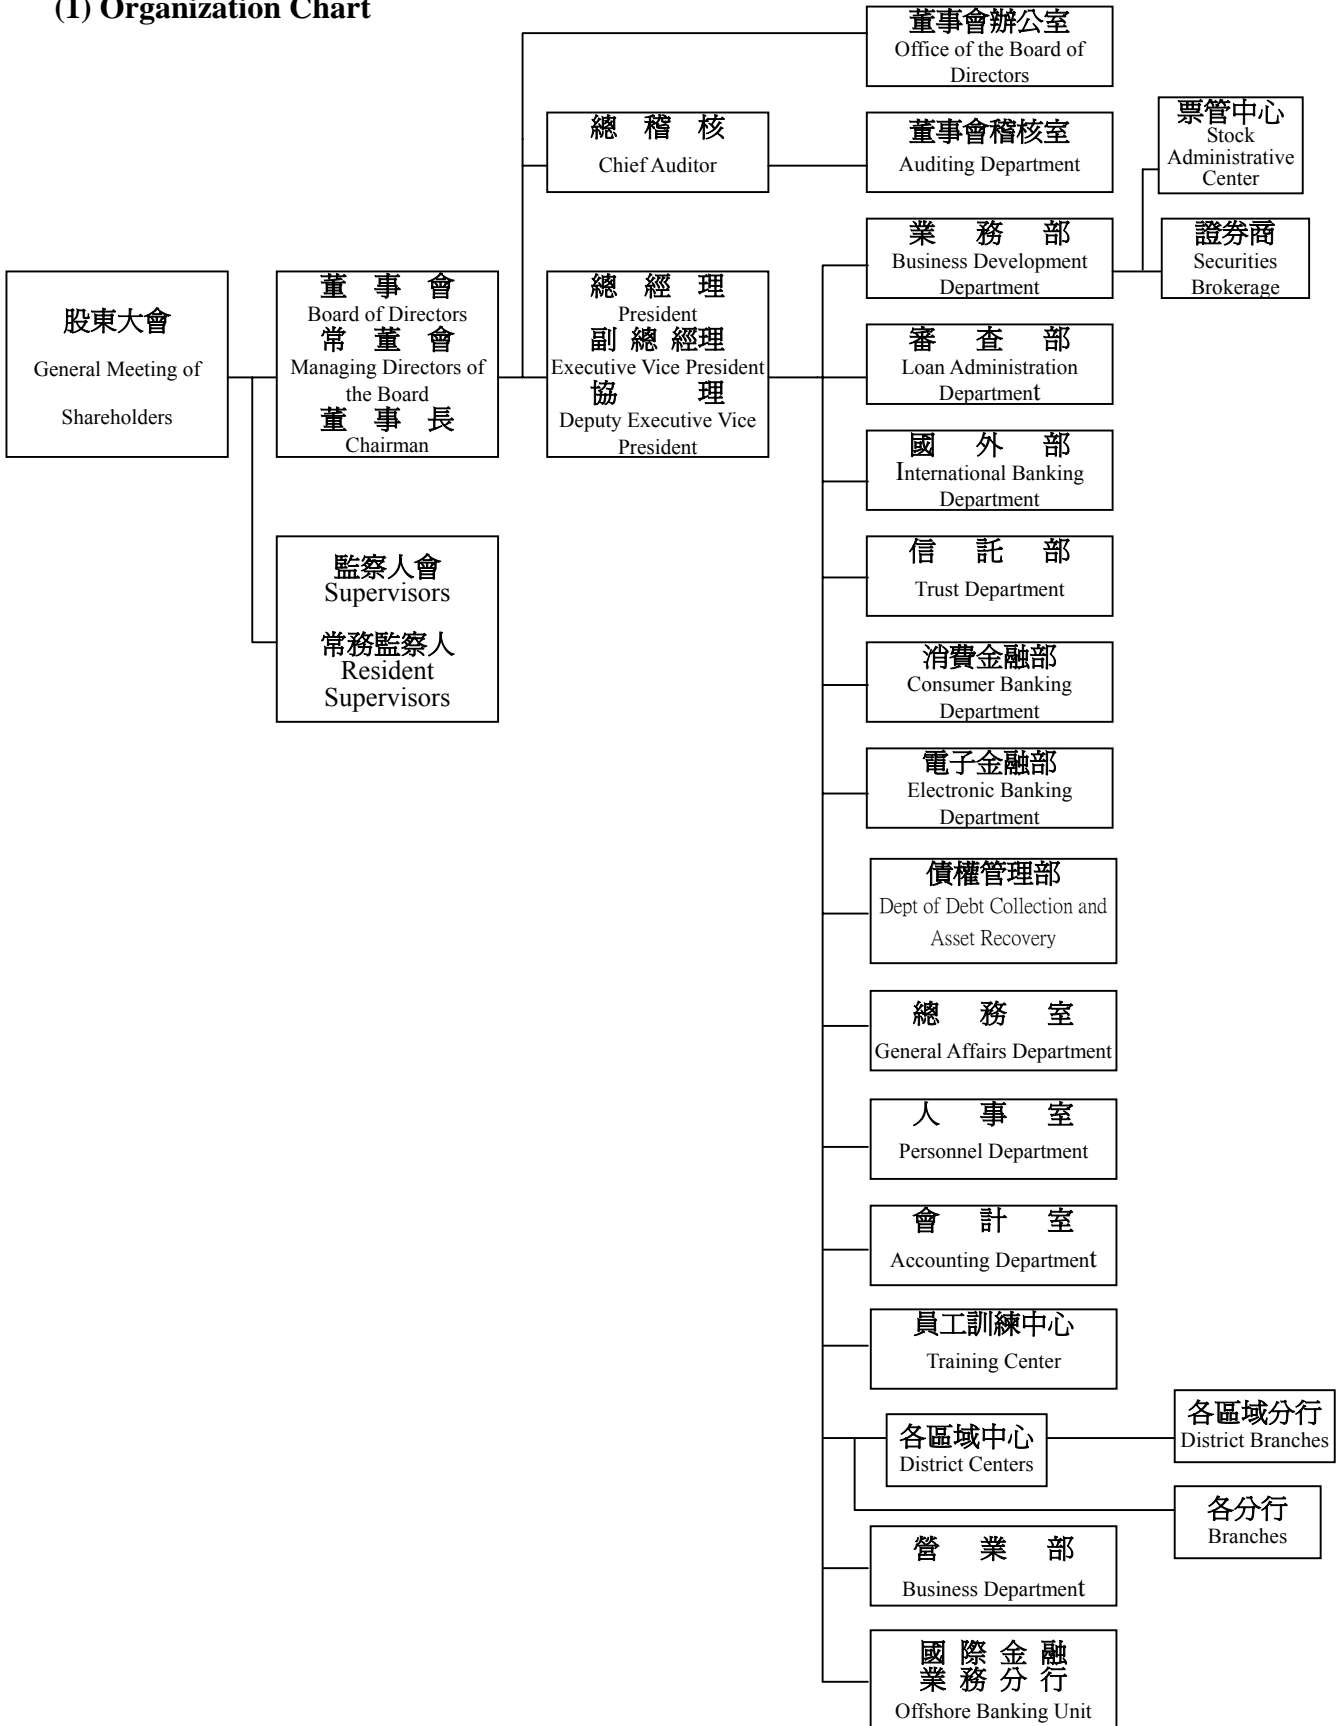 (1) Organization Chart
董事會辦公室
Office of the Board of
Directors
總 稽 核
Chief Auditor
董事會稽核室
Auditing Department
票管中心
Stock
Administrative
Center
業 務 部
Business Development
Department
證券商
Securities
Brokerage
股東大會
General Meeting of
Shareholders
董 事 會
Board of Directors
常 董 會
Managing Directors of
the Board
董 事 長
Chairman
總 經 理
President
副 總 經理
Executive Vice President
協 理
Deputy Executive Vice
President
審 查 部
Loan Administration
Department
國 外 部
International Banking
Department
監察人會
Supervisors
常務監察人
Resident
Supervisors
信 託 部
Trust Department
消費金融部
Consumer Banking
Department
電子金融部
Electronic Banking
Department
債權管理部
Dept of Debt Collection and
Asset Recovery
總 務 室
General Affairs Department
人 事 室
Personnel Department
會 計 室
Accounting Department
員工訓練中心
Training Center
各區域中心
District Centers
各區域分行
District Branches
各分行
Branches
營 業 部
Business Department
國 際 金 融
業 務 分 行
Offshore Banking Unit